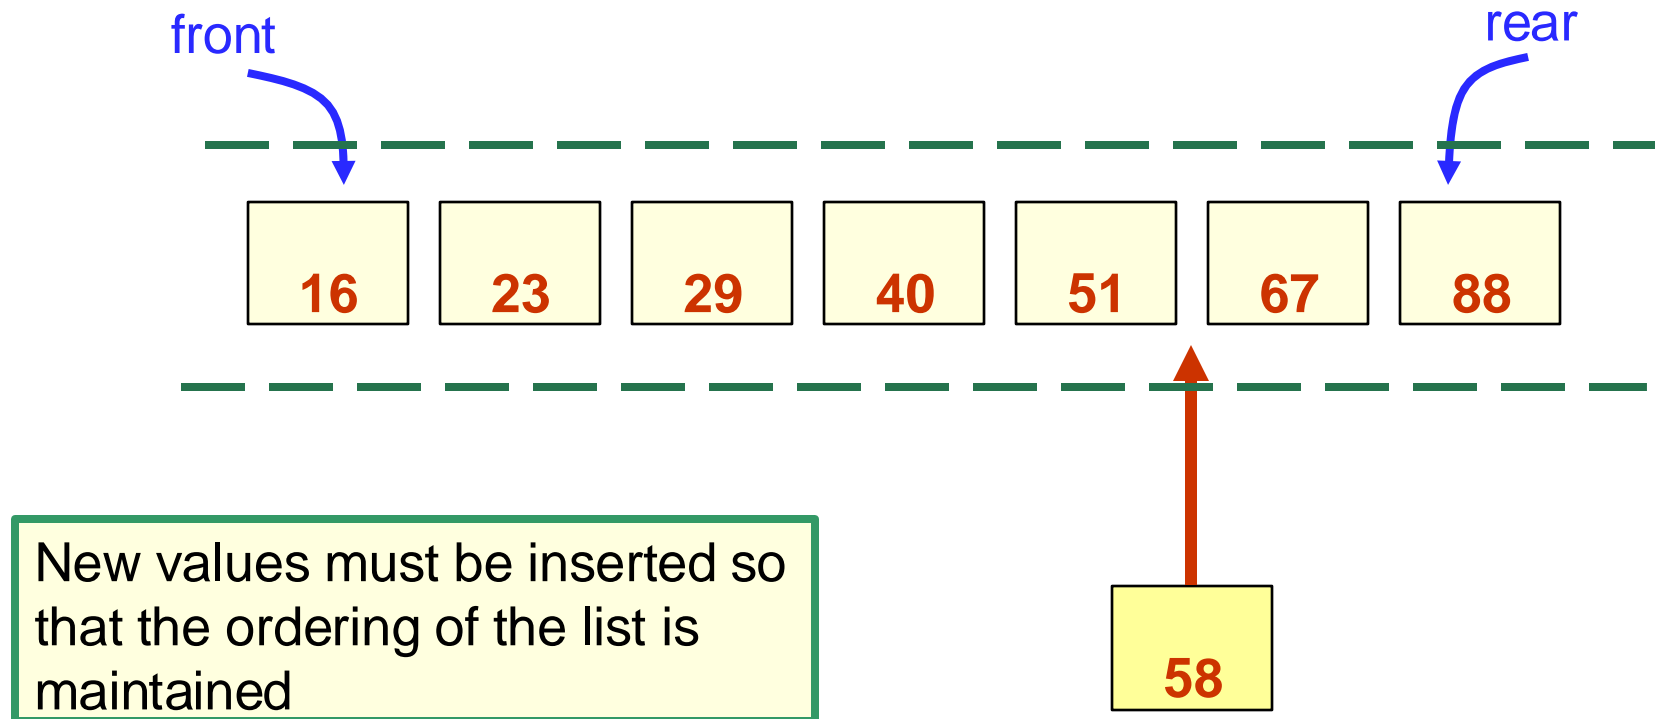 front
rear
16 23 29 40 51 67 88
New values must be inserted so
that the ordering of the list is
maintained
58